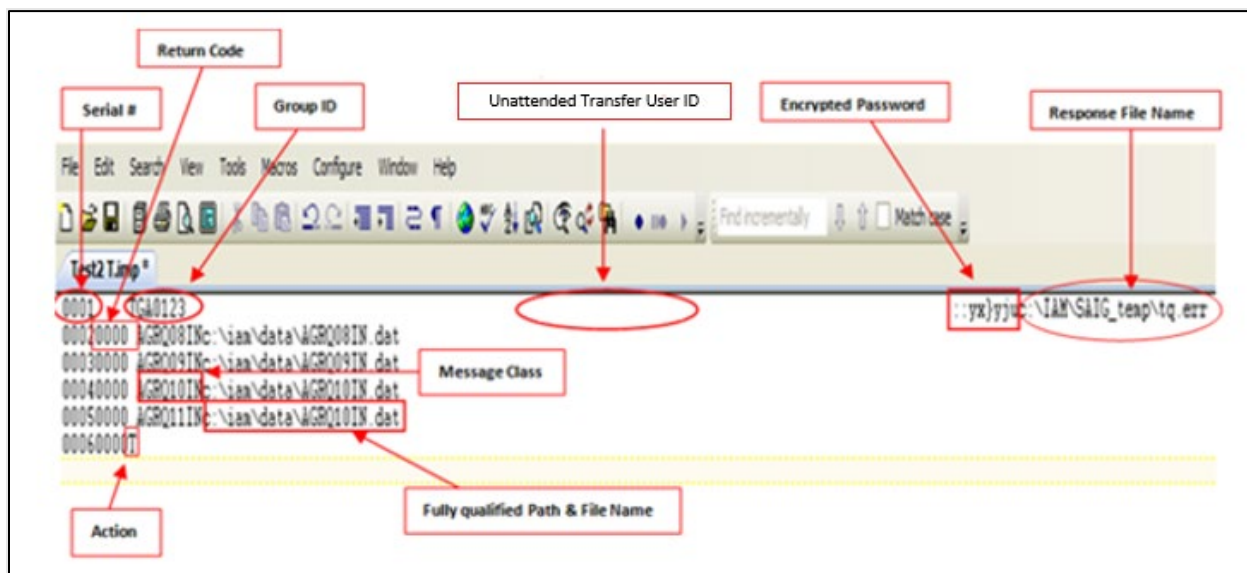 Return Code
Serial #
Group ID
Unattended Transfer User ID
Encrypted Password
Response File Name
File Edit Search View Tools Macros Configure Window Help
Find incrementally Match case
Test2 T.imp *
0001 TGA0123 ::yx}yjuc:\IAM\SAIG_temp\tq.err
00020000 AGRQ08INc:\iam\data\AGRQ08IN.dat
00030000 AGRQ09INc:\iam\data\AGRQ09IN.dat
Message Class
00040000 AGRQ10INc:\iam\data\AGRQ10IN.dat
00050000 AGRQ11INc:\iam\data\AGRQ10IN.dat
00060000T
Fully qualified Path & File Name
Action